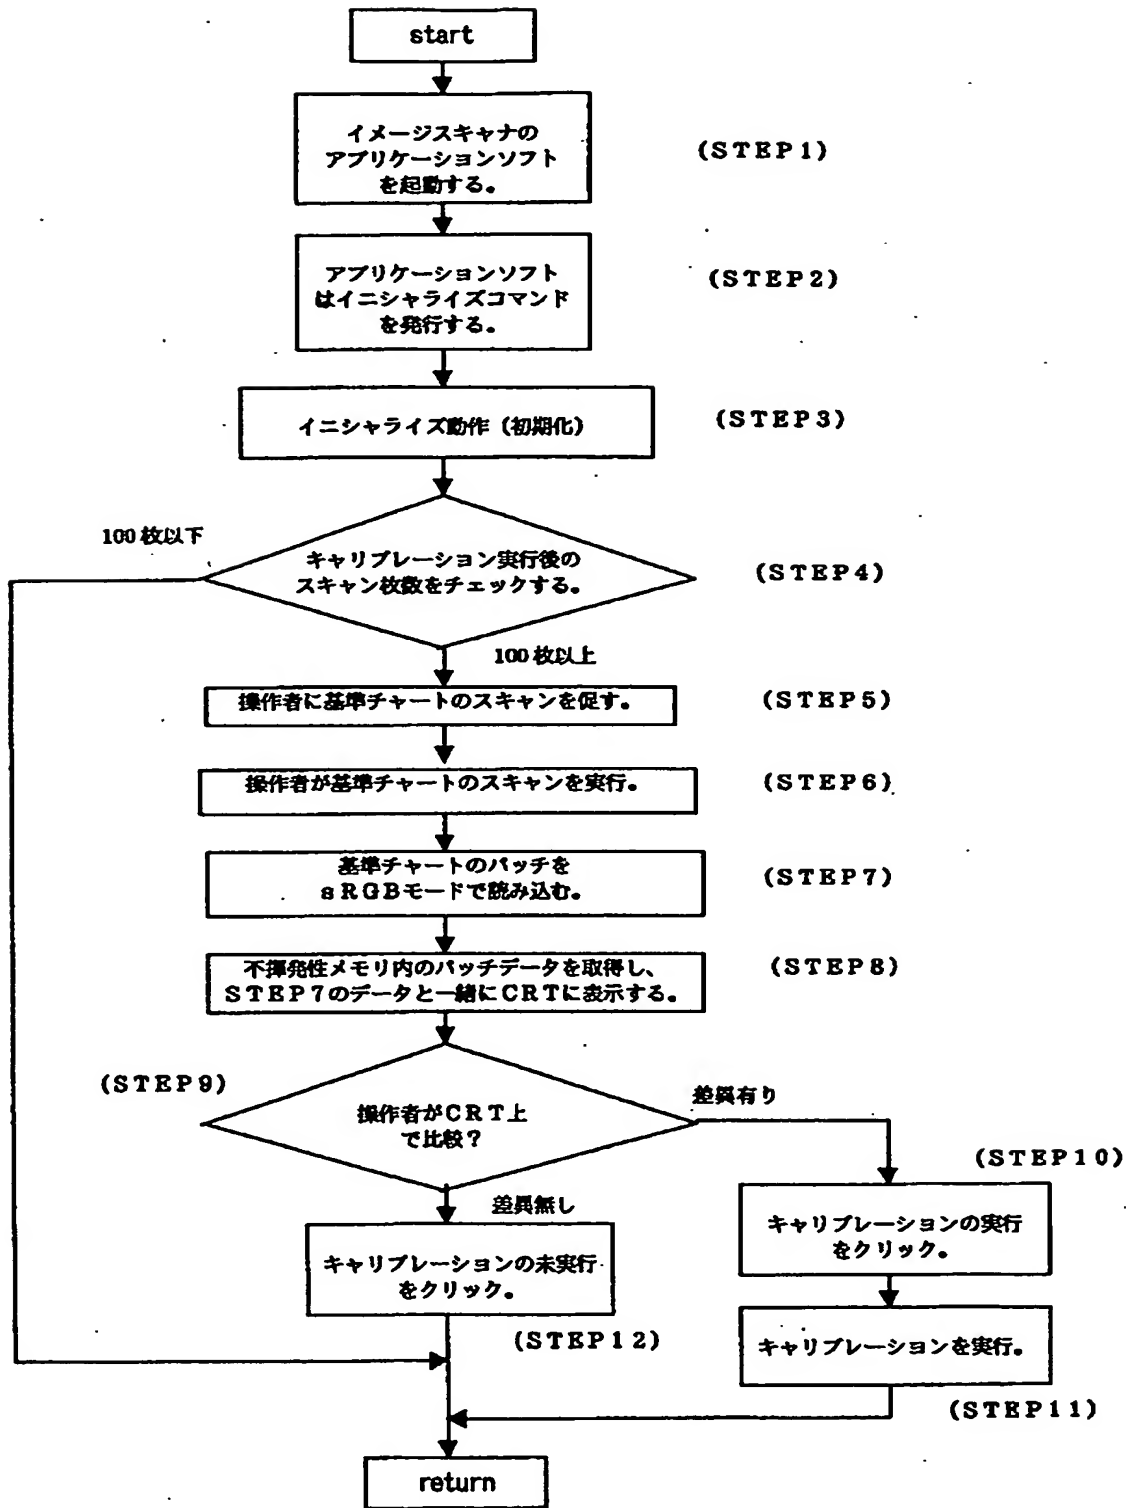 start
イメージスキャナの
アプリケーションソフト
を起動する。
(STEP1)
アプリケーションソフト
はイニシャライズコマンド
を発行する。
(STEP2)
イニシャライズ動作（初期化）
(STEP3)
100枚以下
キャリブレーション実行後の
スキャン枚数をチェックする。
(STEP4)
100枚以上
操作者に基準チャートのスキャンを促す。
(STEP5)
操作者が基準チャートのスキャンを実行。
(STEP6)
基準チャートのパッチを
sRGBモードで読み込む。
(STEP7)
不揮発性メモリ内のパッチデータを取得し、
STEP7のデータと一緒にCRTに表示する。
(STEP8)
(STEP9)
操作者がCRT上
で比較？
差異有り
(STEP10)
差異無し
キャリブレーションの実行
をクリック。
キャリブレーションの未実行
をクリック。
(STEP12)
キャリブレーションを実行。
(STEP11)
return